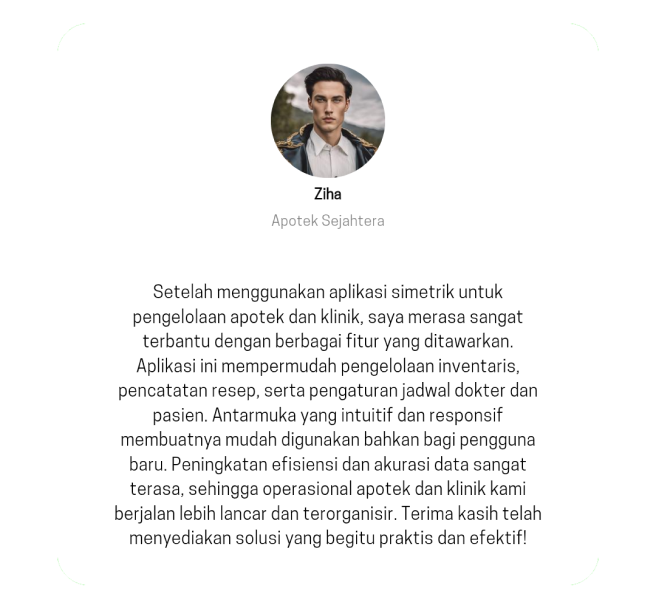 Ziha
Apotek Sejahtera
Setelah menggunakan aplikasi simetrik untuk
pengelolaan apotek dan klinik, saya merasa sangat
terbantu dengan berbagai fitur yang ditawarkan.
Aplikasi ini mempermudah pengelolaan inventaris,
pencatatan resep, serta pengaturan jadwal dokter dan
pasien. Antarmuka yang intuitif dan responsif
membuatnya mudah digunakan bahkan bagi pengguna
baru. Peningkatan efisiensi dan akurasi data sangat
terasa, sehingga operasional apotek dan klinik kami
berjalan lebih lancar dan terorganisir. Terima kasih telah
menyediakan solusi yang begitu praktis dan efektif!